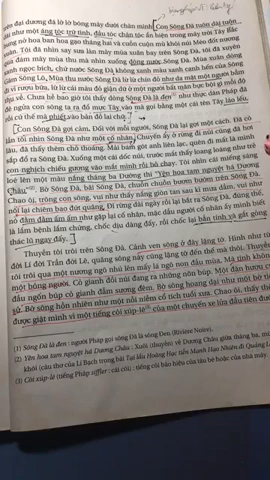 tiên đại dương đá lờ lờ bóng mây dưới chân mình. Con Sông Đà tuôn dài tuôn
dài như một áng tóc trữ tình, đầu tóc chân tóc ẩn hiện trong mây trời Tây Bắc
bung nở hoa ban hoa gạo tháng hai và cuồn cuộn mù khói núi Mèo đốt nương
xuân. Tôi đã nhìn say sưa làn mây mùa xuân bay trên Sông Đà, tôi đã xuyên
qua đám mây mùa thu mà nhìn xuống dòng nước Sông Đà. Mùa xuân dòng
xanh ngọc bích, chứ nước Sông Đà không xanh màu xanh canh hến của Sông
Gâm Sông Lô. Mùa thu nước Sông Đà lừ lừ chín đỏ như da mặt một người bầm
đi vì rượu bữa, lừ lừ cái màu đỏ giận dữ ở một người bất mãn bực bội gì mỗi độ
thu về. Chưa bao giờ tôi thấy dòng Sông Đà là đen như thực dân Pháp đã
đè ngửa con sông ta ra đổ mực Tây vào mà gọi bằng một cái tên Tây láo lếu,
rồi cứ thế mà phiết vào bản đồ lai chữ.
Con Sông Đà gợi cảm. Đối với mỗi người, Sông Đà lại gợi một cách. Đã có
lần tôi nhìn Sông Đà như một cố nhân. Chuyến ấy ở rừng đi núi cũng đã hơi
lâu, đã thấy thèm chỗ thoáng. Mải bám gót anh liên lạc, quên đi mất là mình
sắp đổ ra Sông Đà. Xuống một cái dốc núi, trước mắt thấy loang loáng như trẻ
con nghịch chiếu gương vào mắt mình rồi bỏ chạy. Tôi nhìn cái miếng sáng
loé lên một màu nắng tháng ba Đường thi "Yên hoa tam nguyệt há Dương
Châu". Bờ Sông Đà, bãi Sông Đà, chuồn chuồn bươm bướm trên Sông Đà.
Chao ôi, trông con sông, vui như thấy nắng giòn tan sau kì mưa dầm, vui như
nối lại chiêm bao đứt quãng. Đi rừng dài ngày rồi lại bắt ra Sông Đà, đúng thế,
nó đằm đằm ấm ấm như gặp lại cố nhân, mặc dầu người cố nhân ấy mình biết
là lắm bệnh lắm chứng, chốc dịu dàng đấy, rồi chốc lại bẳn tính và gắt gỏng
thác lũ ngay đấy.
Thuyền tôi trôi trên Sông Đà. Cảnh ven sông ở đây lặng tờ. Hình như từ
đời Lí đời Trần đời Lê, quãng sông này cũng lặng tờ đến thế mà thôi. Thuyền
tôi trôi qua một nương ngô nhú lên mấy lá ngô non đầu mùa. Mà tịnh không
một bóng người. Cỏ gianh đồi núi đang ra những nõn búp. Một đàn hươu cúi
đầu ngốn búp cỏ gianh đẫm sương đêm. Bờ sông hoang dại như một bờ tiền
sử. Bờ sông hồn nhiên như một nỗi niềm cổ tích tuổi xưa. Chao ôi, thấy thèm
được giật mình vì một tiếng còi xúp-lê của một chuyến xe lửa đầu tiên đường
(1) Sông Đà là đen : người Pháp gọi sông Đà là sông Đen (Rivière Noire).
(2) Yên hoa tam nguyệt há Dương Châu : Xuôi (thuyền) về Dương Châu giữa tháng ba, mùa
khói (câu thơ của Lí Bạch trong bài Tại lầu Hoàng Hạc tiễn Mạnh Hạo Nhiên đi Quảng L
(3) Còi xúp-lê (tiếng Pháp siffler : cái còi) : tiếng còi báo hiệu của tàu bè hoặc của nhà máy.